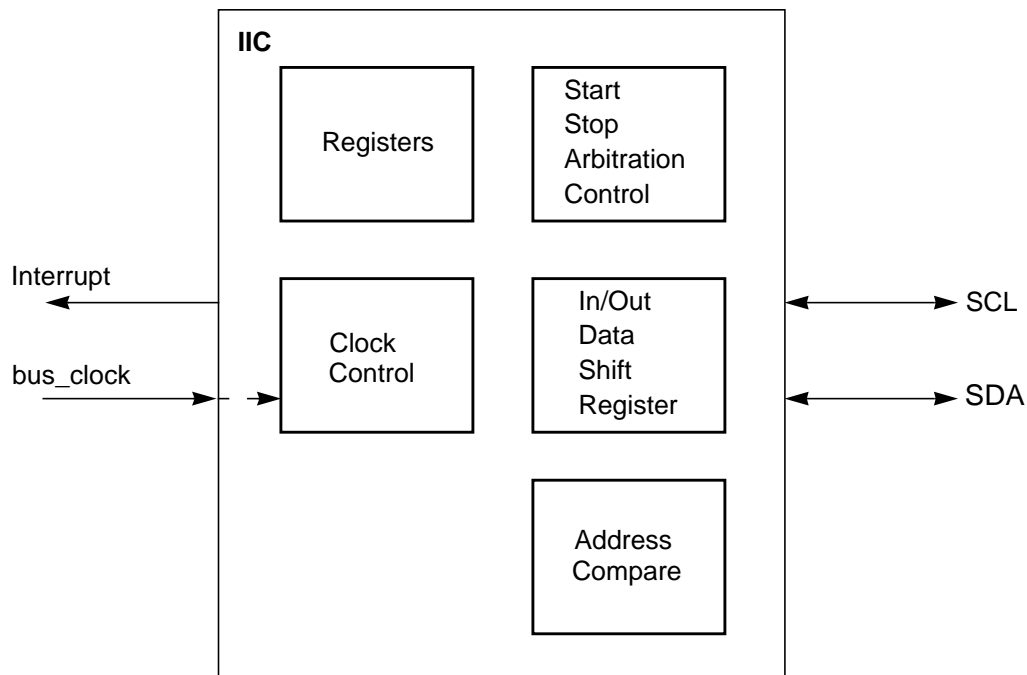 IIC
Registers
Start
Stop
Arbitration
Control
Interrupt
bus_clock
Clock
Control
In/Out
Data
Shift
Register
SCL
SDA
Address
Compare